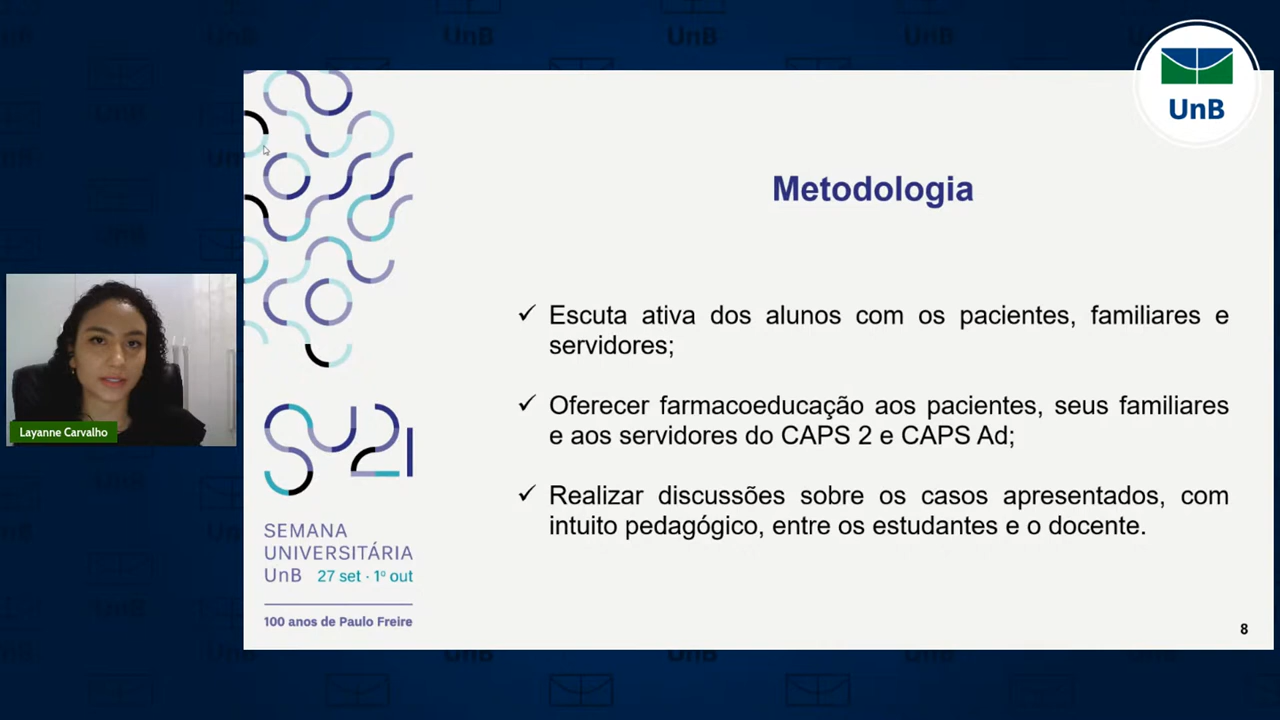 UnB
Metodologia
✓ Escuta ativa dos alunos com os pacientes, familiares e
servidores;
✓ Oferecer farmacoeducação aos pacientes, seus familiares
e aos servidores do CAPS 2 e CAPS Ad;
✓ Realizar discussões sobre os casos apresentados, com
intuito pedagógico, entre os estudantes e o docente.
Layanne Carvalho
SU21
SEMANA
UNIVERSITÁRIA
UnB 27 set · 1º out
100 anos de Paulo Freire
8